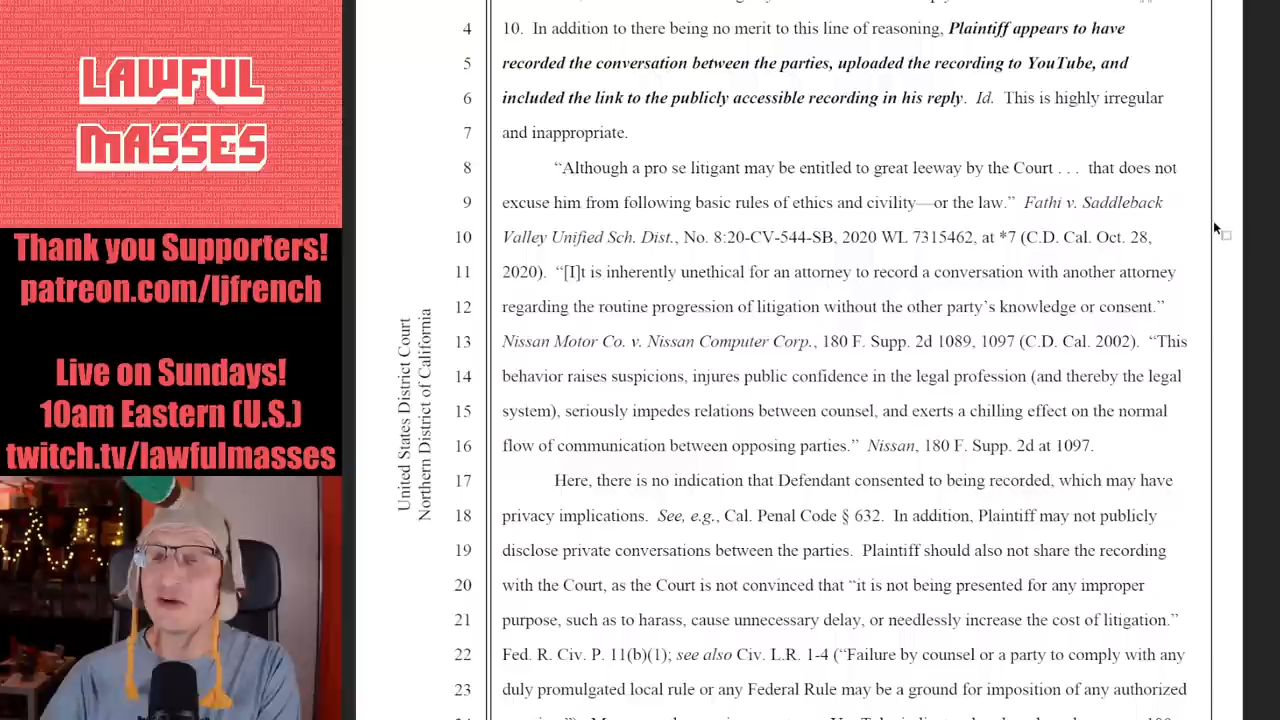 LAWFUL
MASSES
Thank you Supporters!
patreon.com/ljfrench
Live on Sundays!
10am Eastern (U.S.)
twitch.tv/lawfulmasses
United States District Court
Northern District of California
4 10. In addition to there being no merit to this line of reasoning, Plaintiff appears to have
5 recorded the conversation between the parties, uploaded the recording to YouTube, and
6 included the link to the publicly accessible recording in his reply. Id. This is highly irregular
7 and inappropriate.
8 “Although a pro se litigant may be entitled to great leeway by the Court . . . that does not
9 excuse him from following basic rules of ethics and civility—or the law.” Fathi v. Saddleback
10 Valley Unified Sch. Dist., No. 8:20-CV-544-SB, 2020 WL 7315462, at *7 (C.D. Cal. Oct. 28,
11 2020). “[I]t is inherently unethical for an attorney to record a conversation with another attorney
12 regarding the routine progression of litigation without the other party’s knowledge or consent.”
13 Nissan Motor Co. v. Nissan Computer Corp., 180 F. Supp. 2d 1089, 1097 (C.D. Cal. 2002). “This
14 behavior raises suspicions, injures public confidence in the legal profession (and thereby the legal
15 system), seriously impedes relations between counsel, and exerts a chilling effect on the normal
16 flow of communication between opposing parties.” Nissan, 180 F. Supp. 2d at 1097.
17 Here, there is no indication that Defendant consented to being recorded, which may have
18 privacy implications. See, e.g., Cal. Penal Code § 632. In addition, Plaintiff may not publicly
19 disclose private conversations between the parties. Plaintiff should also not share the recording
20 with the Court, as the Court is not convinced that “it is not being presented for any improper
21 purpose, such as to harass, cause unnecessary delay, or needlessly increase the cost of litigation.”
22 Fed. R. Civ. P. 11(b)(1); see also Civ. L.R. 1-4 (“Failure by counsel or a party to comply with any
23 duly promulgated local rule or any Federal Rule may be a ground for imposition of any authorized